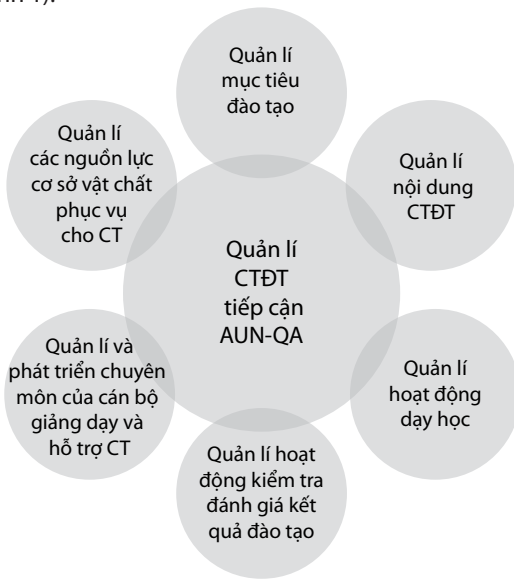 Quản lí
mục tiêu
đào tạo
Quản lí
các nguồn lực
cơ sở vật chất
phục vụ
cho CT
Quản lí
nội dung
CTĐT
Quản lí
CTĐT
tiếp cận
AUN-QA
Quản lí và
phát triển chuyên
môn của cán bộ
giảng dạy và
hỗ trợ CT
Quản lí
hoạt động
dạy học
Quản lí hoạt
động kiểm tra
đánh giá kết
quả đào tạo